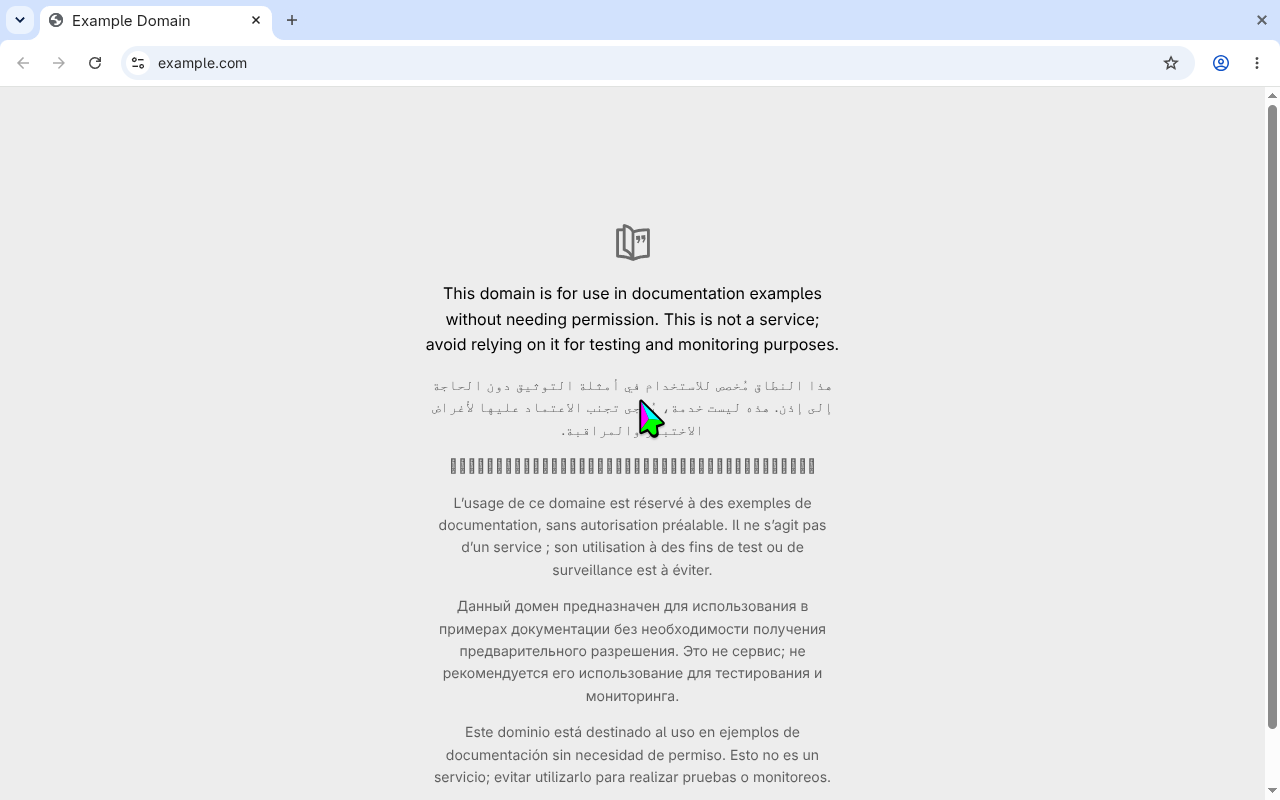 Example Domain
example.com
This domain is for use in documentation examples
without needing permission. This is not a service;
avoid relying on it for testing and monitoring purposes.
هذا النطاق مُخصص للاستخدام في أمثلة التوثيق دون الحاجة
إلى إذن. هذه ليست خدمة، تجنب الاعتماد عليها لأغراض
والمراقبة.
L’usage de ce domaine est réservé à des exemples de
documentation, sans autorisation préalable. Il ne s’agit pas
d’un service ; son utilisation à des fins de test ou de
surveillance est à éviter.
Данный домен предназначен для использования в
примерах документации без необходимости получения
предварительного разрешения. Это не сервис; не
рекомендуется его использование для тестирования и
мониторинга.
Este dominio está destinado al uso en ejemplos de
documentación sin necesidad de permiso. Esto no es un
servicio; evitar utilizarlo para realizar pruebas o monitoreos.